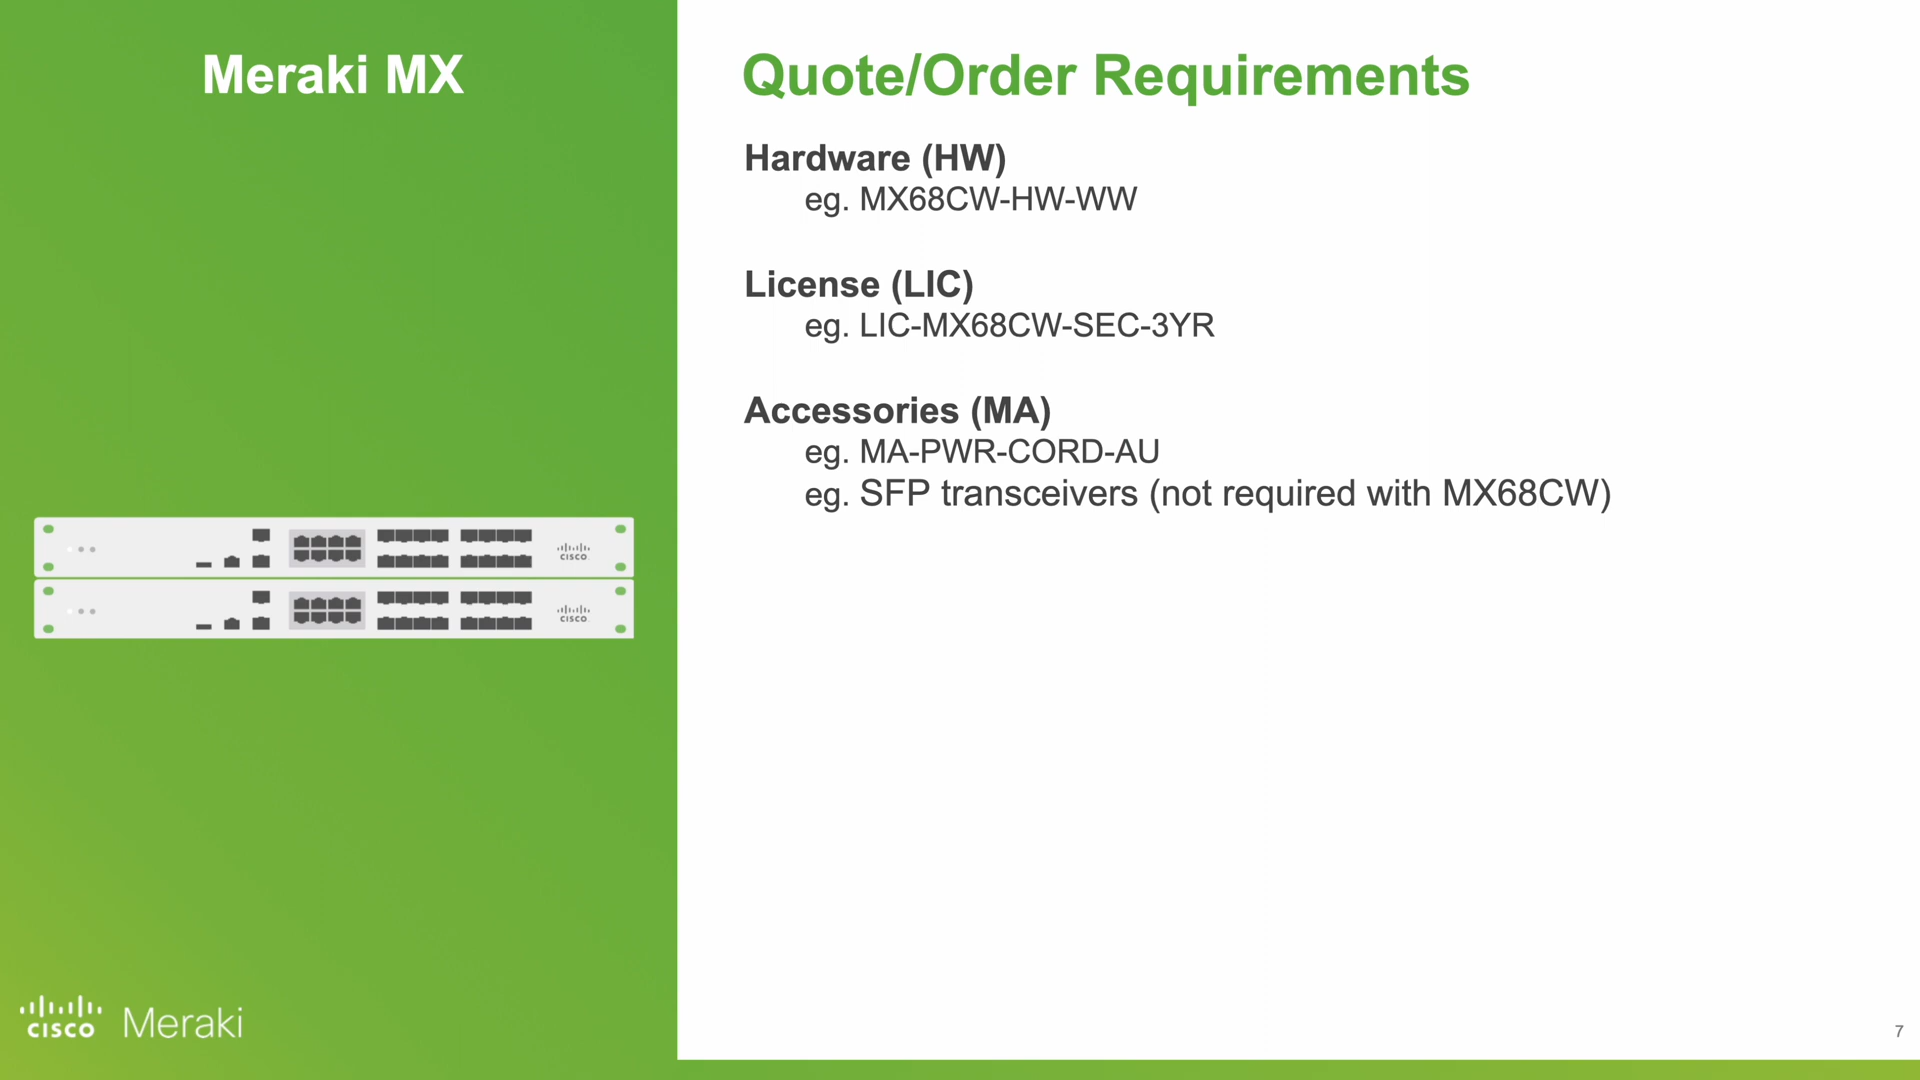 Meraki MX
Quote/Order Requirements
Hardware (HW)
eg. MX68CW-HW-WW
License (LIC)
eg. LIC-MX68CW-SEC-3YR
Accessories (MA)
eg. MA-PWR-CORD-AU
eg. SFP transceivers (not required with MX68CW)
CISCO
CISCO
CISCO Meraki
7